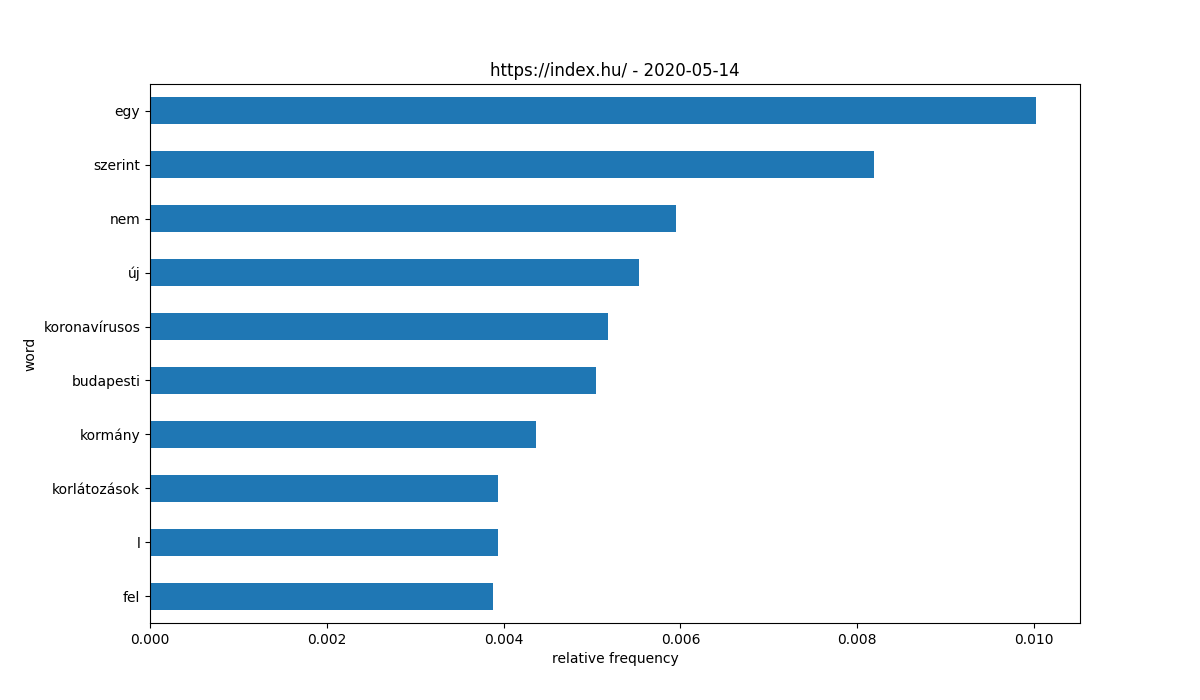 https://index.hu/ - 2020-05-14
egy
szerint
nem
új
koronavírusos
budapesti
kormány
korlátozások
l
fel
word
0.000 0.002 0.004 0.006 0.008 0.010
relative frequency